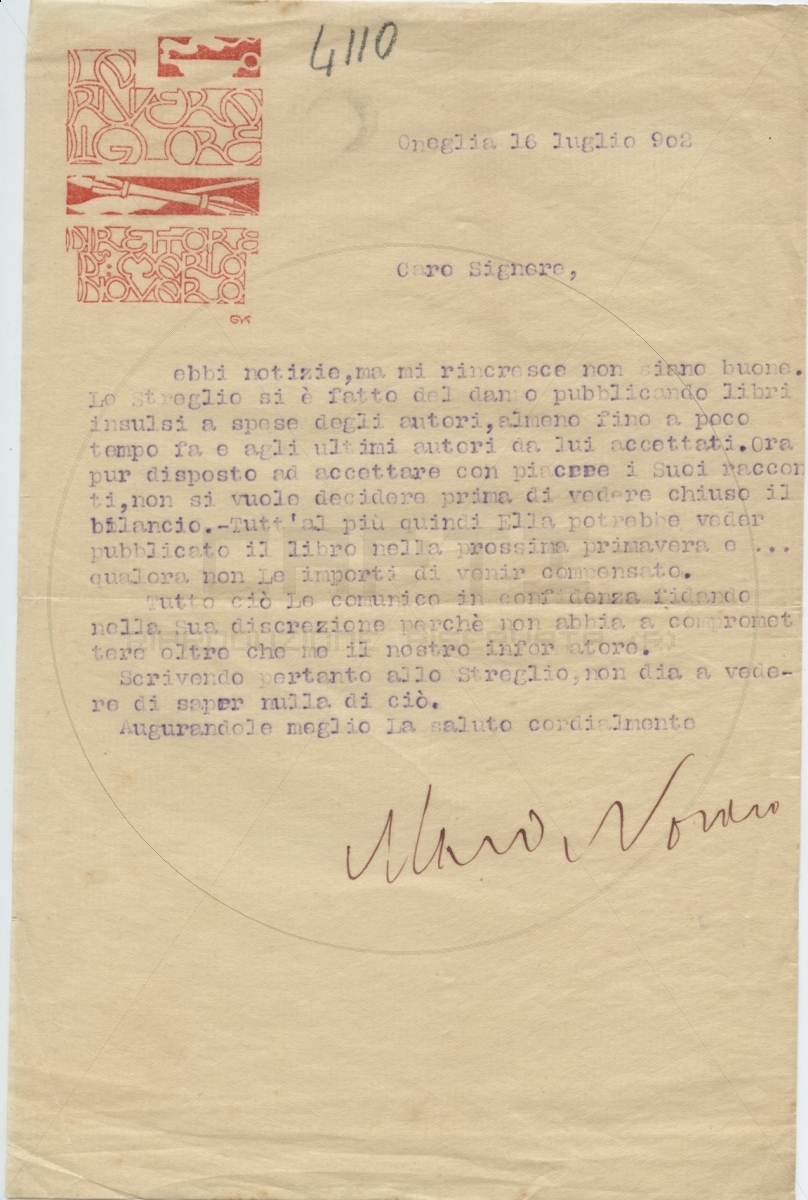 4110
LA
RIVIERA
LIGURE
DIRETTORE
MARIO
NOVARO
GVK
Oneglia 16 luglio 902
Caro Signore,
ebbi notizie,ma mi rincresce non siano buone.
Lo Streglio si è fatto del danno pubblicando libri
insulsi a spese degli autori,almeno fino a poco
tempo fa e agli ultimi autori da lui accettati.Ora
pur disposto ad accettare con piacere i Suoi raccon
ti,non si vuole decidere prima di vedere chiuso il
bilancio.-Tutt'al più quindi Ella potrebbe veder
pubblicato il libro nella prossima primavera e ...
qualora non Le importi di venir compensato.
Tutto ciò Le comunico in confidenza fidando
nella Sua discrezione perchè non abbia a compromet
tere oltre che me il nostro infor atore.
Scrivendo pertanto allo Streglio,non dia a vede-
re di saper nulla di ciò.
Augurandole meglio La saluto cordialmente
Mario Novaro